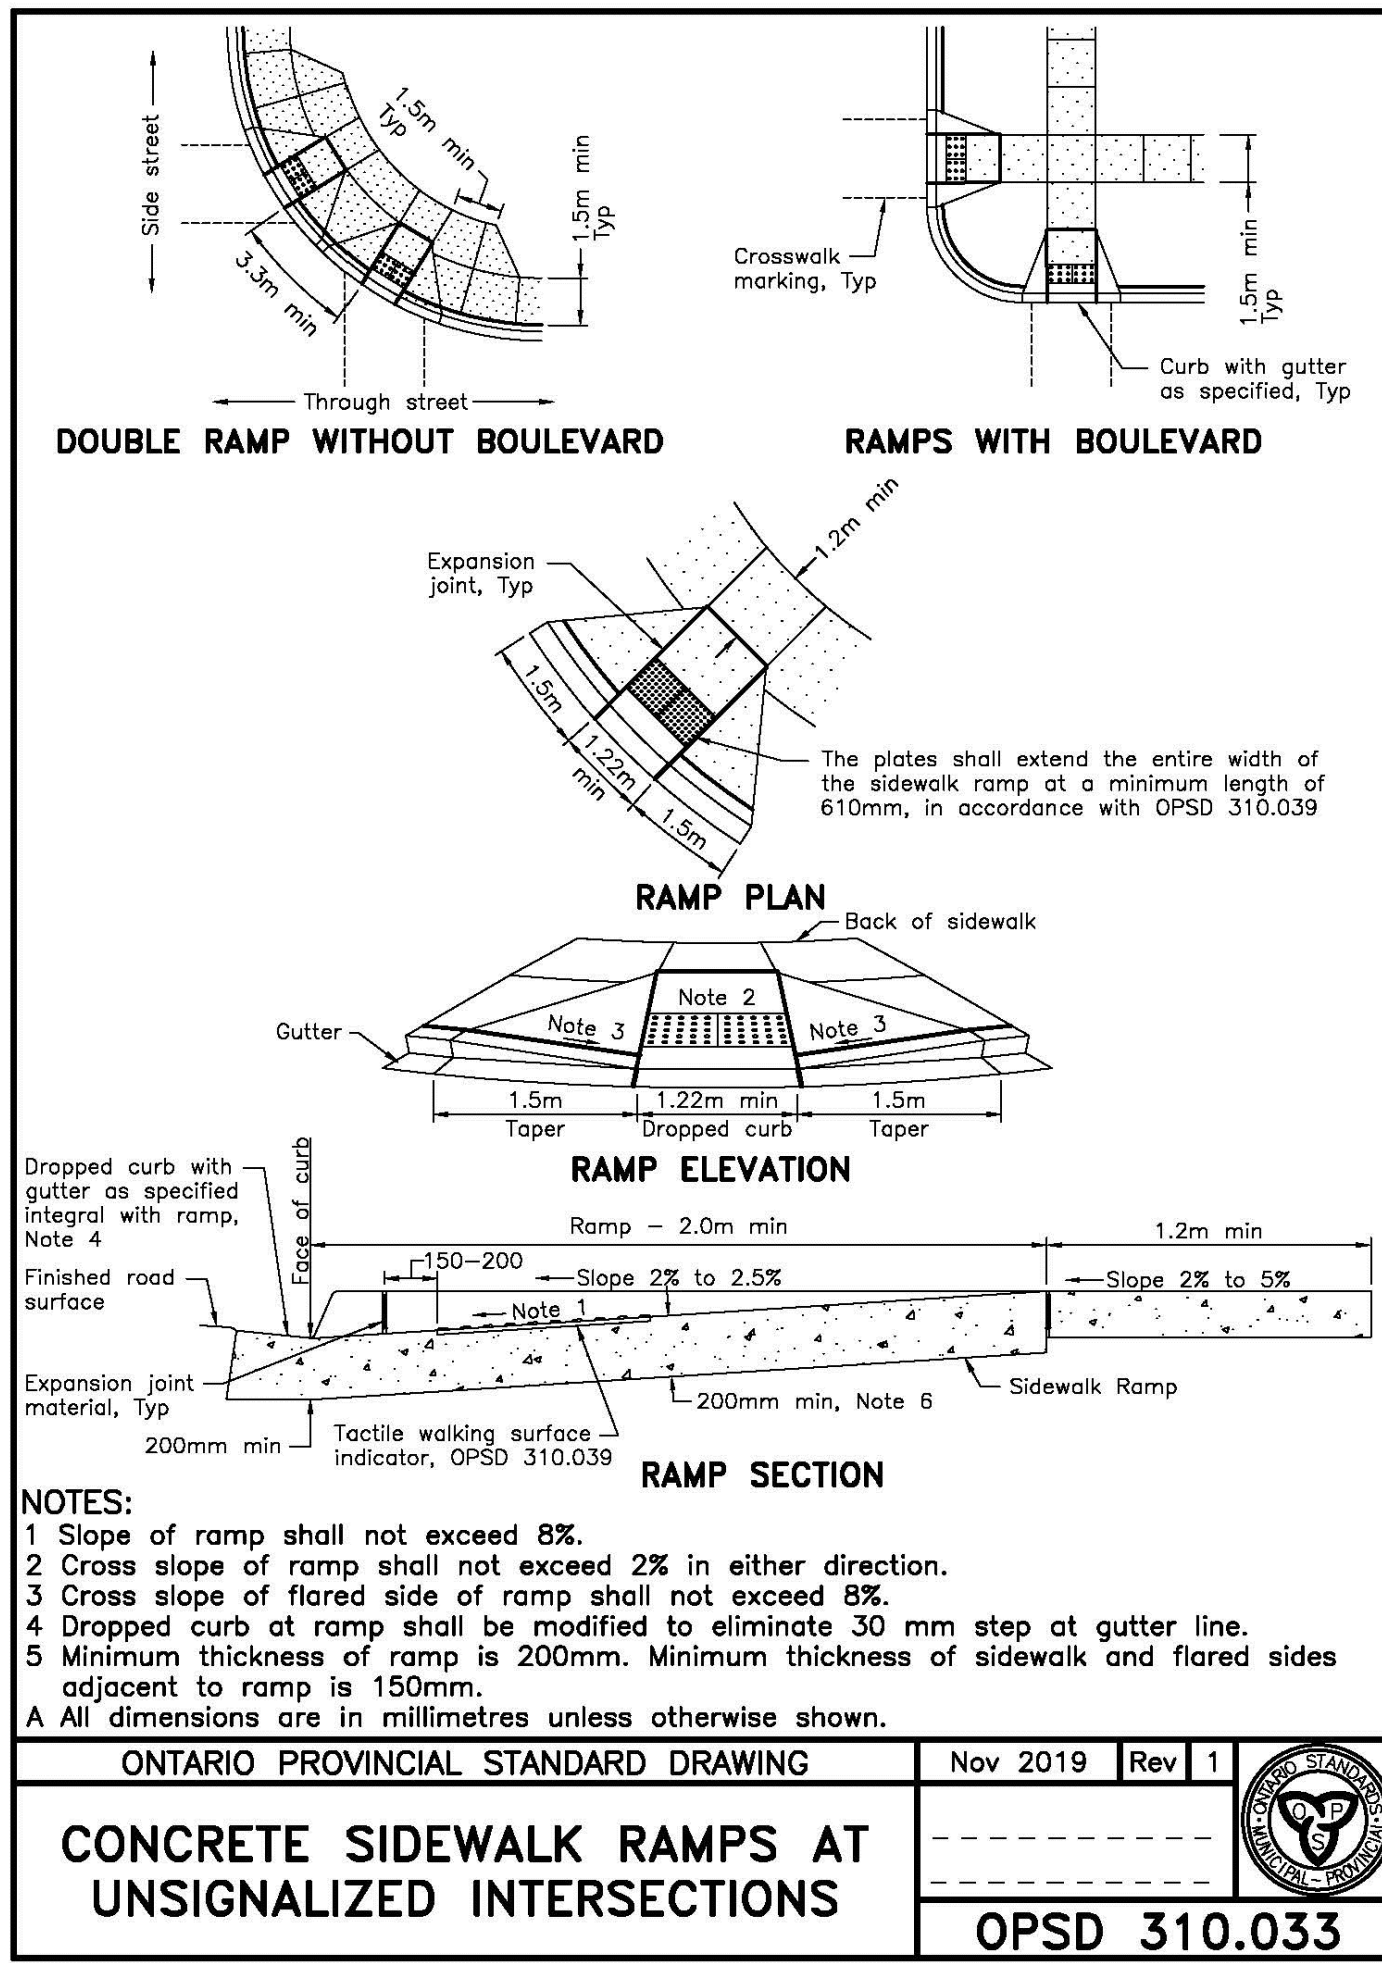 Side street
1.5m min
Typ
1.5m min
Typ
3.3m min
Through street
DOUBLE RAMP WITHOUT BOULEVARD
Crosswalk
marking, Typ
1.5m min
Typ
Curb with gutter
as specified, Typ
RAMPS WITH BOULEVARD
1.2m min
Expansion
joint, Typ
1.5m
1.22m
min
1.5m
The plates shall extend the entire width of
the sidewalk ramp at a minimum length of
610mm, in accordance with OPSD 310.039
RAMP PLAN
Back of sidewalk
Note 2
Gutter
Note 3
Note 3
1.5m
1.22m min
1.5m
Taper
Dropped curb
Taper
RAMP ELEVATION
Dropped curb with
gutter as specified
integral with ramp,
Note 4
Face of curb
Ramp – 2.0m min
1.2m min
Finished road
surface
150–200
Slope 2% to 2.5%
Slope 2% to 5%
Note 1
Expansion joint
material, Typ
Sidewalk Ramp
200mm min, Note 6
200mm min
Tactile walking surface
indicator, OPSD 310.039
RAMP SECTION
NOTES:
1 Slope of ramp shall not exceed 8%.
2 Cross slope of ramp shall not exceed 2% in either direction.
3 Cross slope of flared side of ramp shall not exceed 8%.
4 Dropped curb at ramp shall be modified to eliminate 30 mm step at gutter line.
5 Minimum thickness of ramp is 200mm. Minimum thickness of sidewalk and flared sides
adjacent to ramp is 150mm.
A All dimensions are in millimetres unless otherwise shown.
ONTARIO PROVINCIAL STANDARD DRAWING
Nov 2019
Rev
1
CONCRETE SIDEWALK RAMPS AT
UNSIGNALIZED INTERSECTIONS
ONTARIO STANDARDS
MUNICIPAL – PROVINCIAL
O P
S
OPSD 310.033